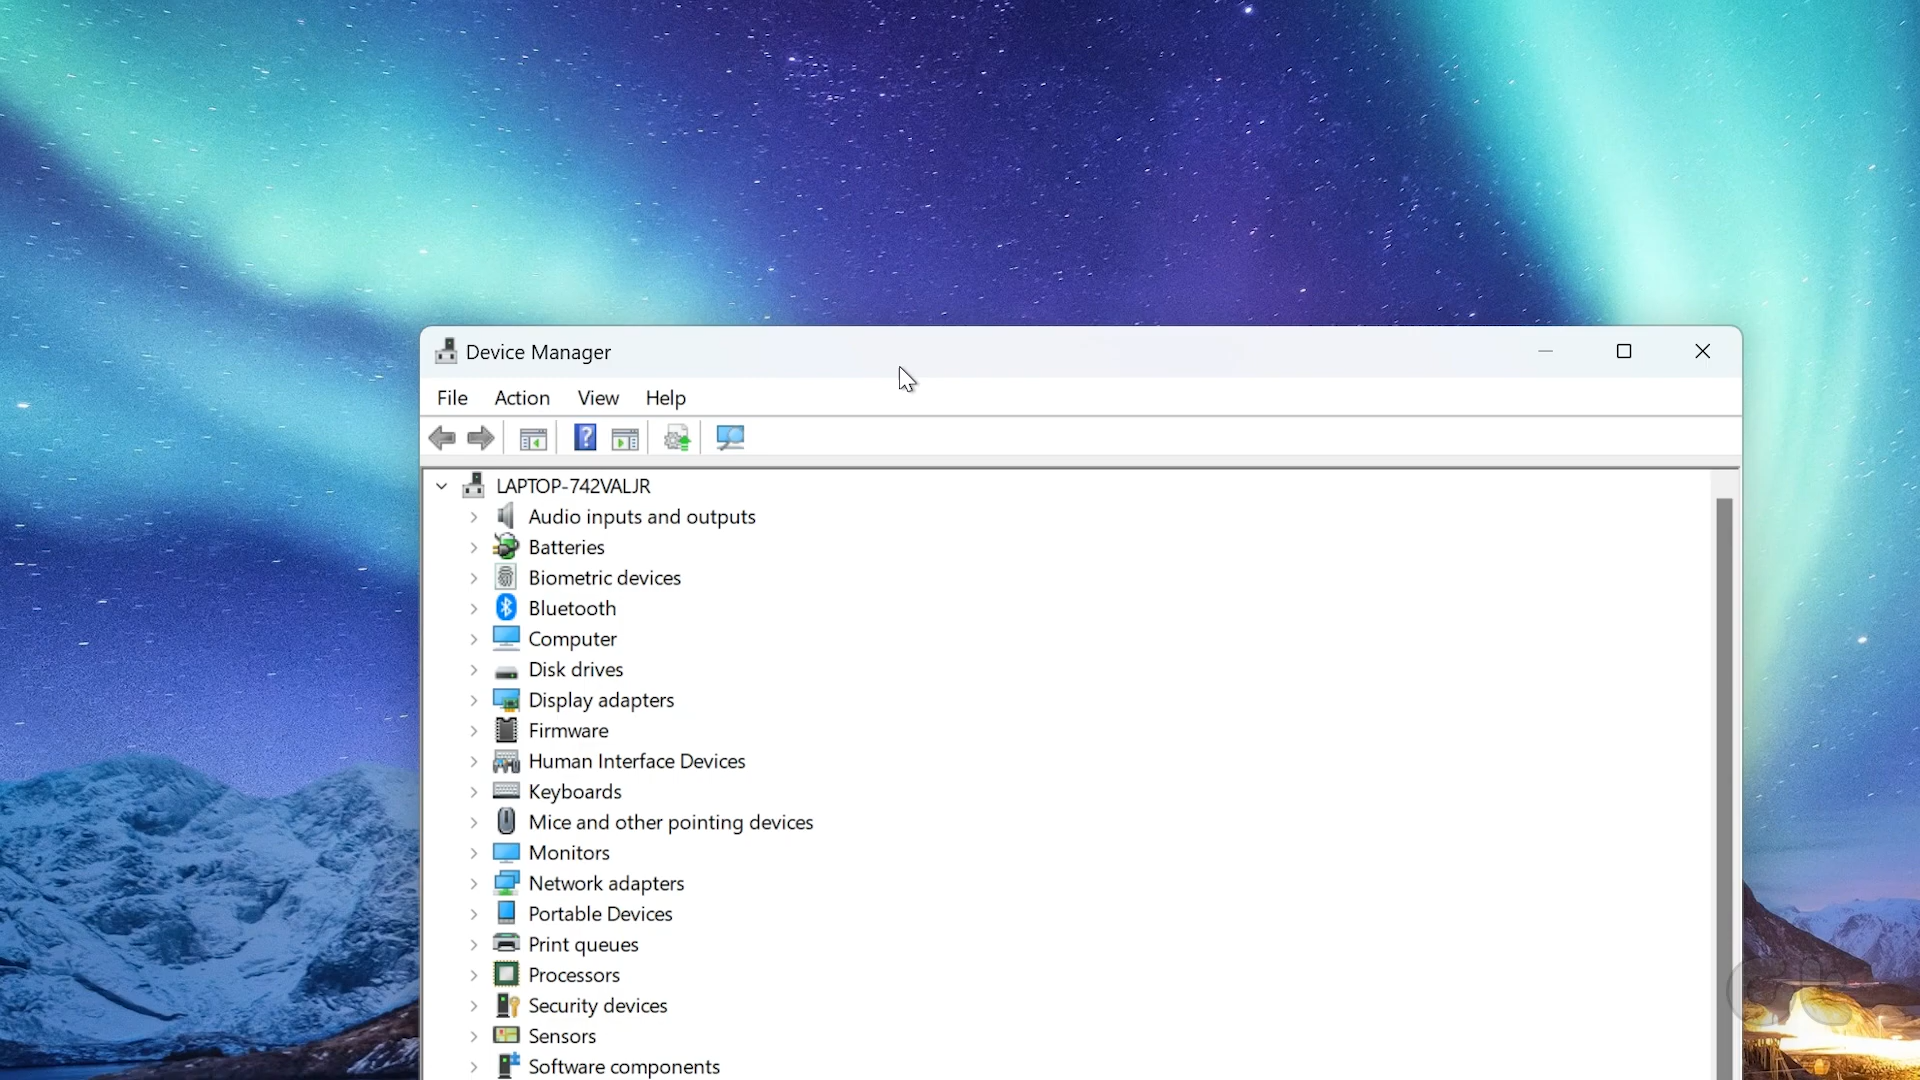 Device Manager
File Action View Help
LAPTOP-742VALJR
Audio inputs and outputs
Batteries
Biometric devices
Bluetooth
Computer
Disk drives
Display adapters
Firmware
Human Interface Devices
Keyboards
Mice and other pointing devices
Monitors
Network adapters
Portable Devices
Print queues
Processors
Security devices
Sensors
Software components